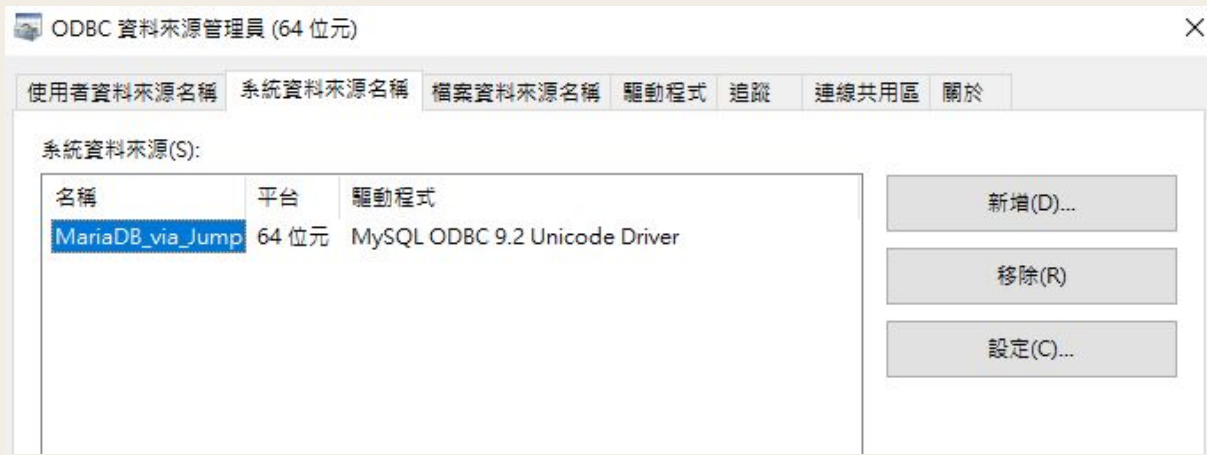 ODBC 資料來源管理員 (64 位元)
使用者資料來源名稱 系統資料來源名稱 檔案資料來源名稱 驅動程式 追蹤 連線共用區 關於
系統資料來源(S):
名稱 平台 驅動程式
MariaDB_via_Jump 64 位元 MySQL ODBC 9.2 Unicode Driver
新增(D)...
移除(R)
設定(C)...